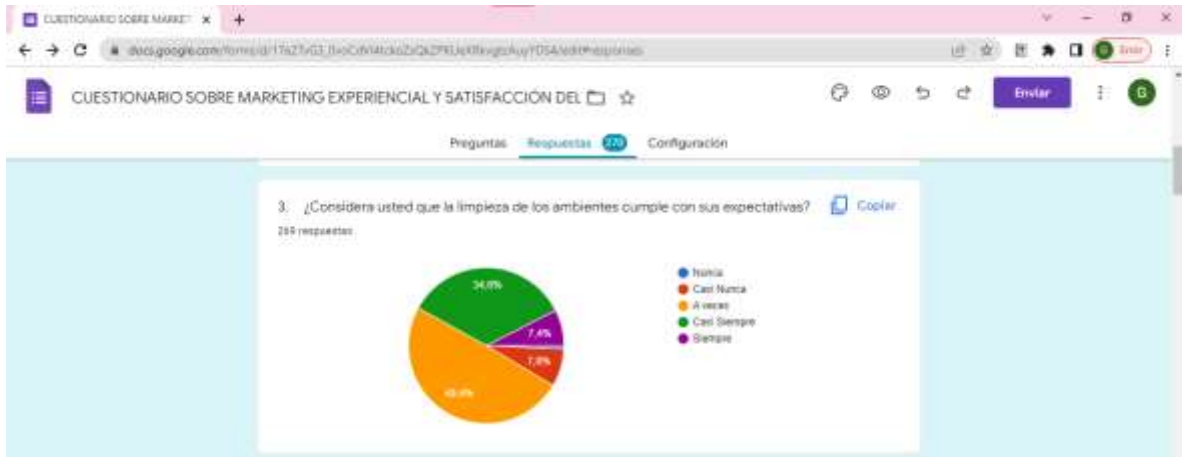 CUESTIONARIO SOBRE MARKET
Enviar
CUESTIONARIO SOBRE MARKETING EXPERIENCIAL Y SATISFACCIÓN DEL
G
Preguntas Respuestas 270 Configuración
3. ¿Considera usted que la limpieza de los ambientes cumple con sus expectativas?
Copiar
269 respuestas
Nunca
Casi Nunca
A veces
Casi Siempre
Siempre
34,6%
7,4%
7,8%